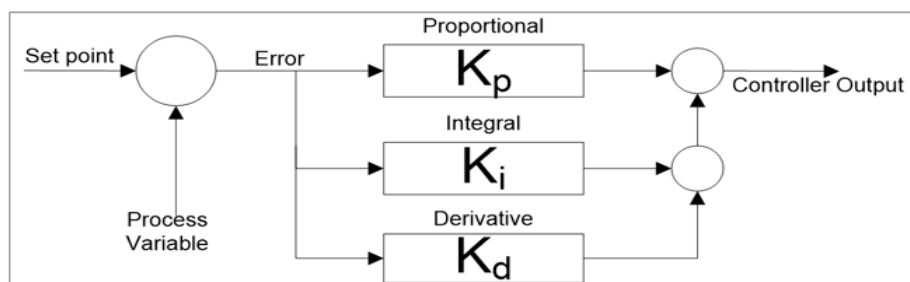 Proportional
Set point
Error
Kp
Controller Output
Integral
Ki
Process
Variable
Derivative
Kd